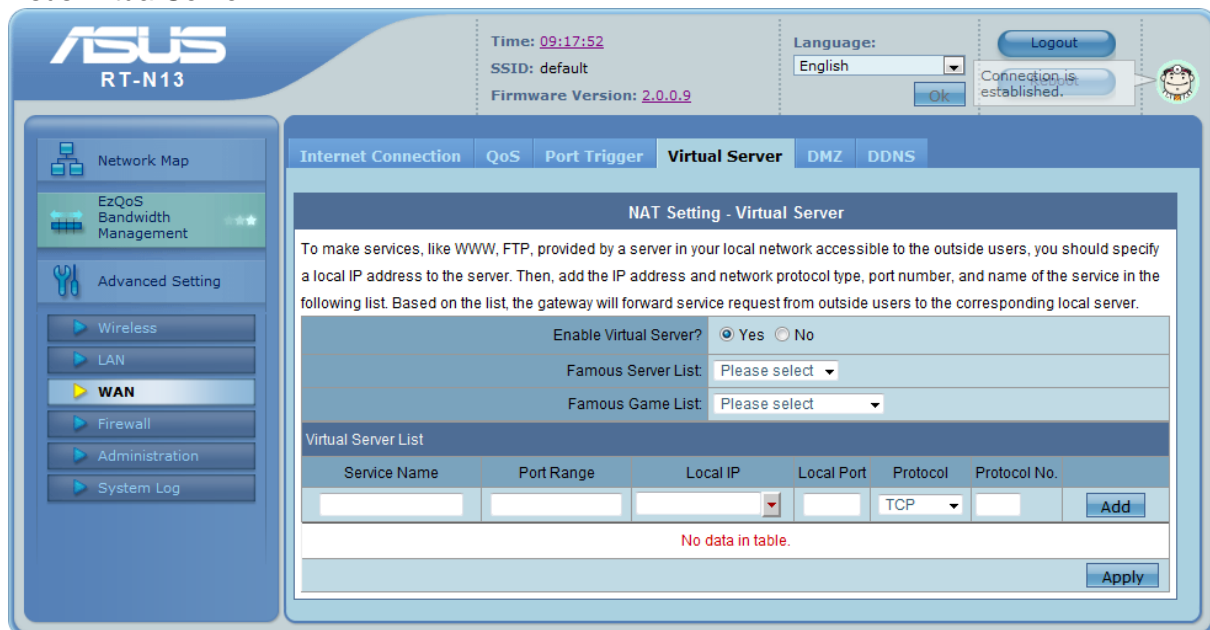 ASUS
RT-N13
Time: 09:17:52
SSID: default
Firmware Version: 2.0.0.9
Language:
English
Ok
Logout
Connection is
established.
Network Map
EzQoS
Bandwidth
Management
Advanced Setting
Wireless
LAN
WAN
Firewall
Administration
System Log
Internet Connection QoS Port Trigger Virtual Server DMZ DDNS
NAT Setting - Virtual Server
To make services, like WWW, FTP, provided by a server in your local network accessible to the outside users, you should specify
a local IP address to the server. Then, add the IP address and network protocol type, port number, and name of the service in the
following list. Based on the list, the gateway will forward service request from outside users to the corresponding local server.
Enable Virtual Server? Yes No
Famous Server List: Please select
Famous Game List: Please select
Virtual Server List
Service Name Port Range Local IP Local Port Protocol Protocol No.
TCP Add
No data in table.
Apply